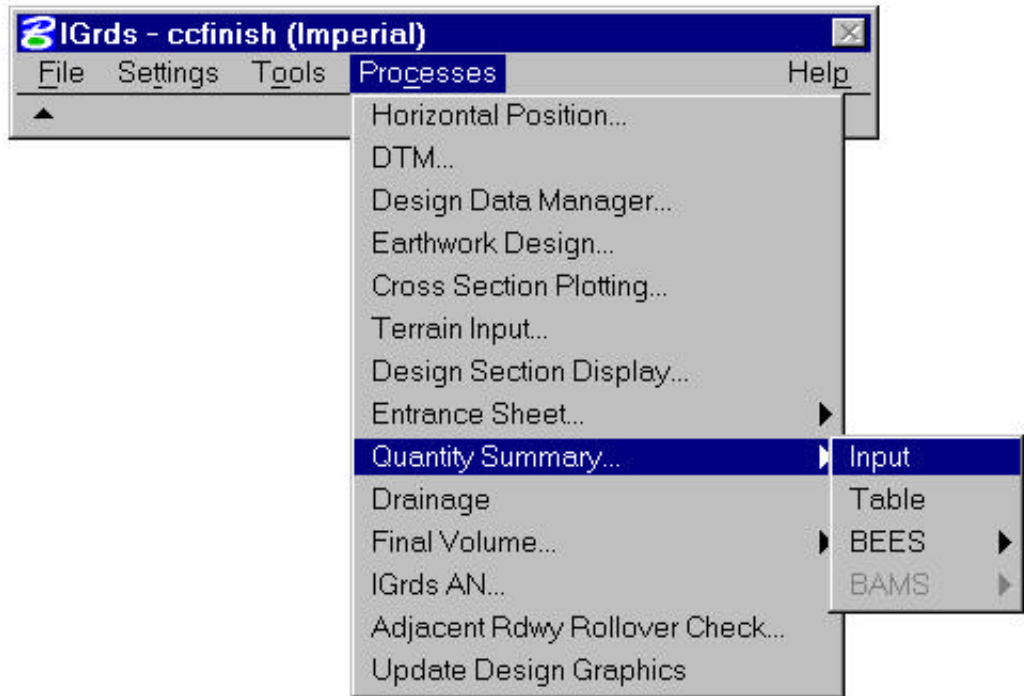 IGrds - ccfinish (Imperial)
File Settings Tools Processes Help
Horizontal Position...
DTM...
Design Data Manager...
Earthwork Design...
Cross Section Plotting...
Terrain Input...
Design Section Display...
Entrance Sheet...
Quantity Summary... Input
Drainage Table
Final Volume... BEES
IGrds AN... BAMS
Adjacent Rdwy Rollover Check...
Update Design Graphics